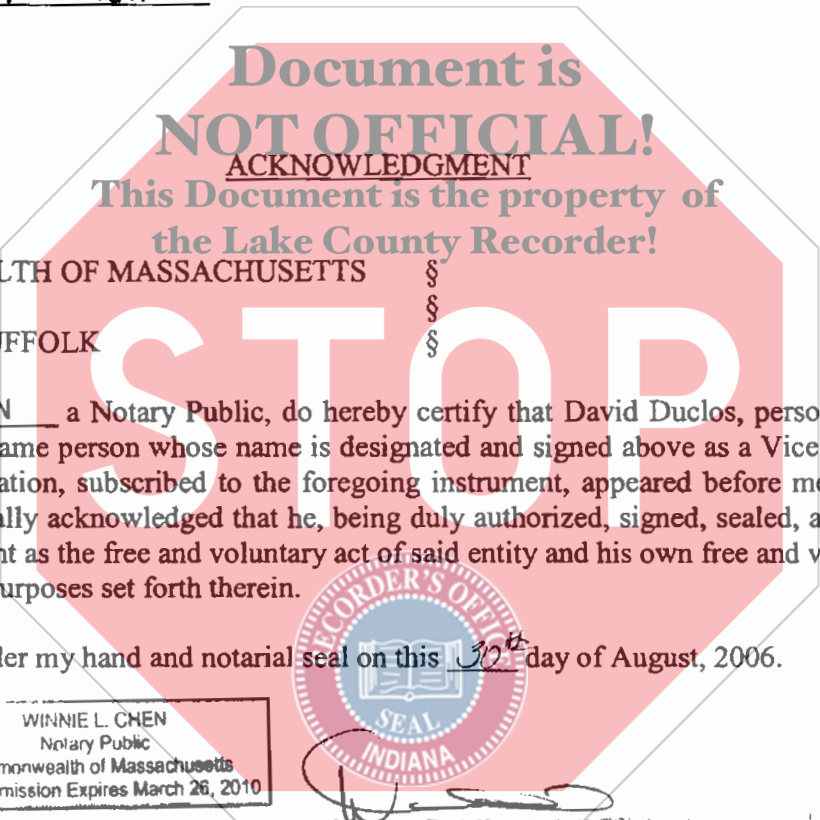 Document is
NOT OFFICIAL!
ACKNOWLEDGMENT
This Document is the property of
the Lake County Recorder!
LTH OF MASSACHUSETTS §
§
FFOLK §
STOP
N a Notary Public, do hereby certify that David Duclos, perso
ame person whose name is designated and signed above as a Vice
ation, subscribed to the foregoing instrument, appeared before me
lly acknowledged that he, being duly authorized, signed, sealed, a
nt as the free and voluntary act of said entity and his own free and v
urposes set forth therein.
RECORDER'S OFFICE
er my hand and notarial seal on this 30th day of August, 2006.
SEAL
INDIANA
WINNIE L. CHEN
Notary Public
monwealth of Massachusetts
mission Expires March 26, 2010